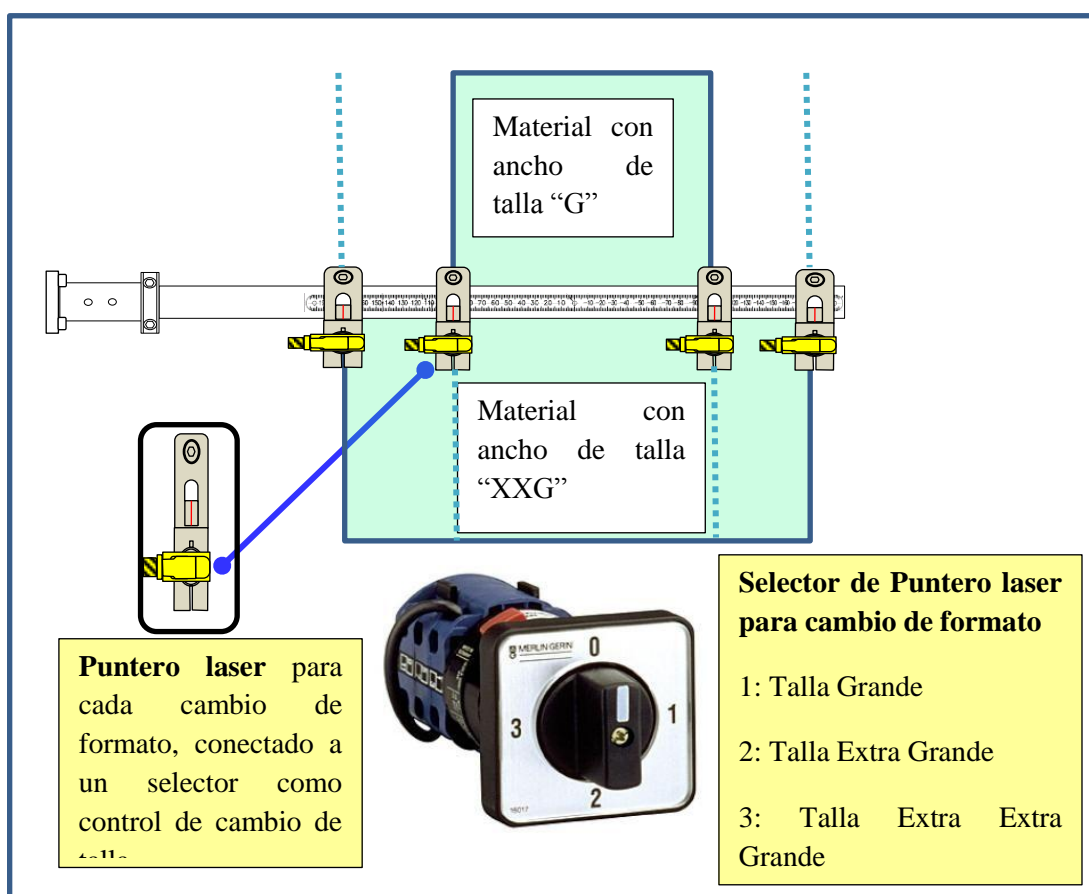 Material con
ancho de
talla “G”
Material con
ancho de talla
“XXG”
Puntero laser para
cada cambio de
formato, conectado a
un selector como
control de cambio de
MERLIN GERIN
0
1
2
3
16017
Selector de Puntero laser
para cambio de formato
1: Talla Grande
2: Talla Extra Grande
3: Talla Extra Extra
Grande